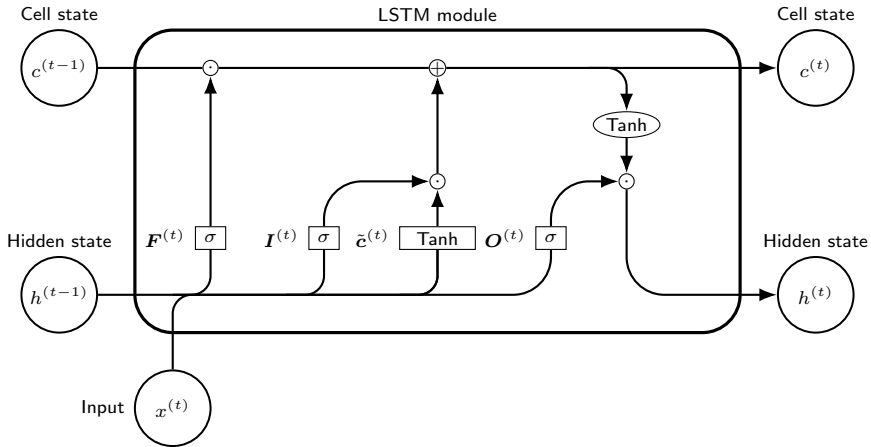 Cell state
LSTM module
Cell state
c^{(t−1)}
c^{(t)}
Tanh
F^{(t)}
σ
I^{(t)}
σ
c̃^{(t)}
Tanh
O^{(t)}
σ
Hidden state
Hidden state
h^{(t−1)}
h^{(t)}
Input
x^{(t)}